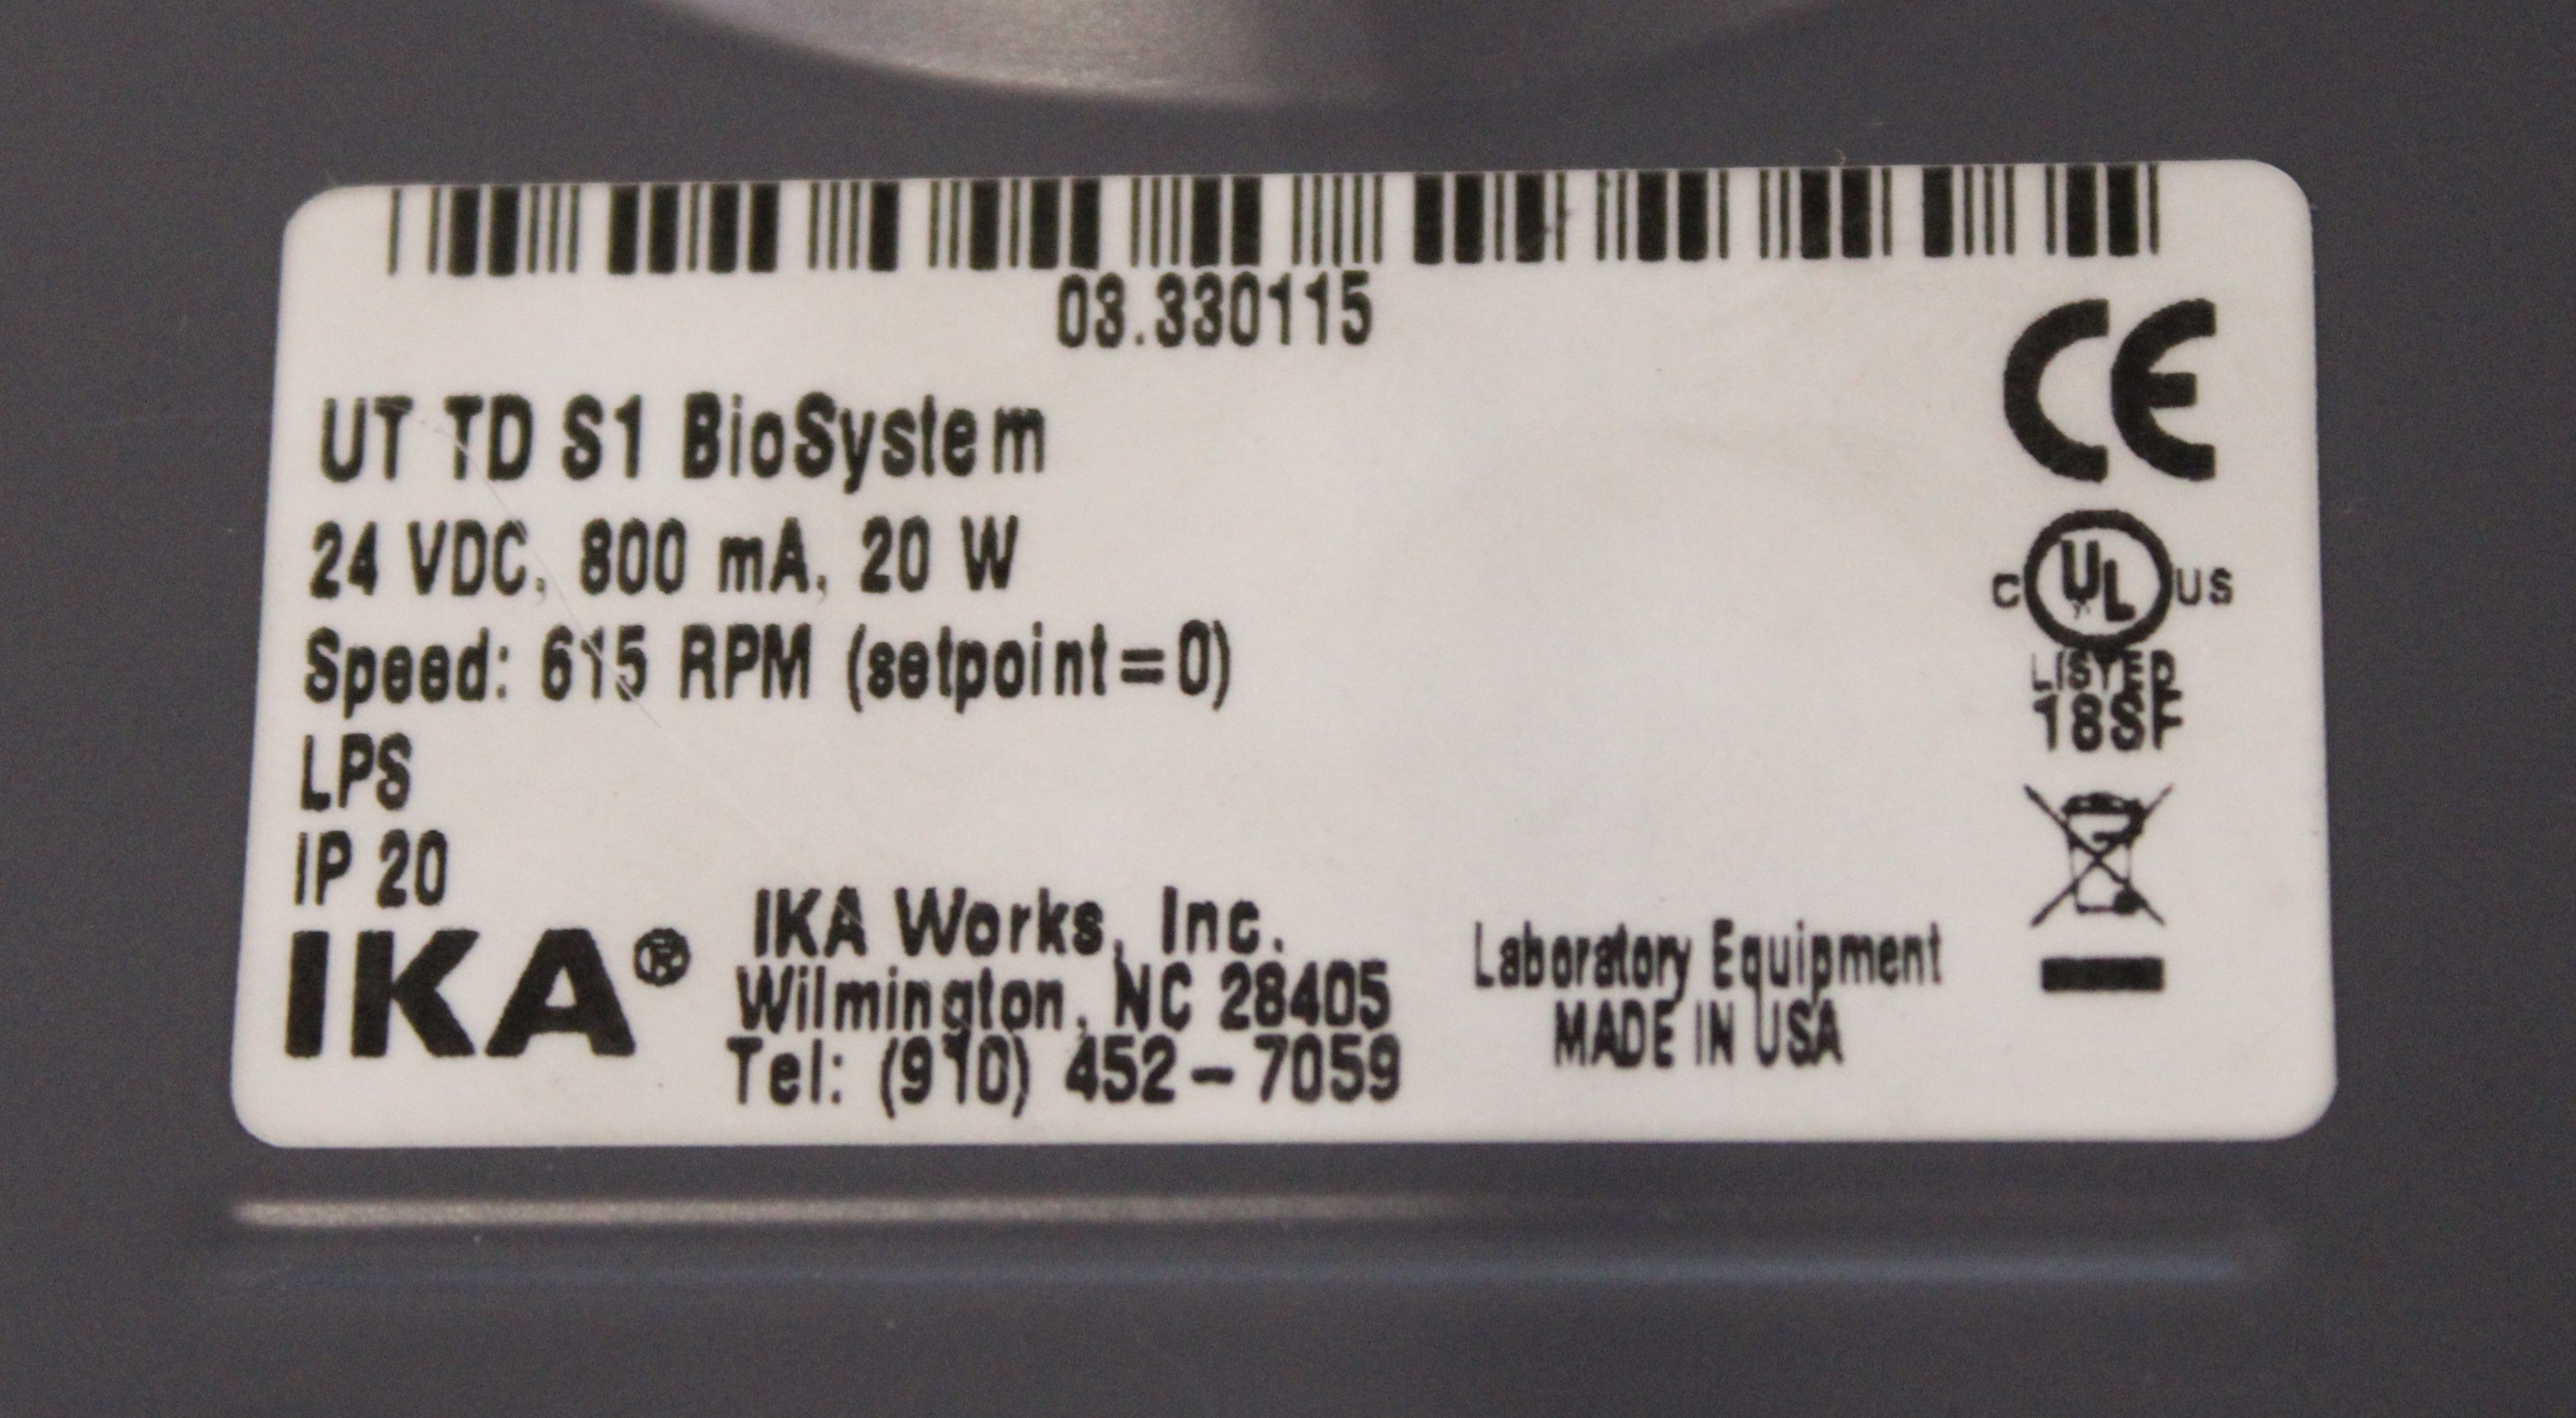 03.330115
UT TD S1 BioSystem
24 VDC, 800 mA, 20 W
Speed: 615 RPM (setpoint=0)
LPS
IP 20
IKA®
IKA Works, Inc.
Wilmington, NC 28405
Tel: (910) 452-7059
Laboratory Equipment
MADE IN USA
CE
C UL US
LISTED
18SF